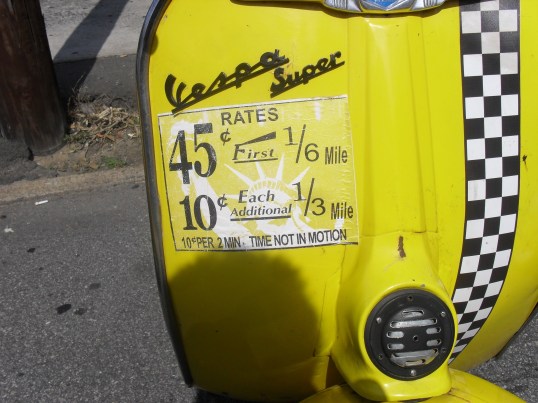 Vespa
Super
RATES
45¢ First 1/6 Mile
10¢ Each Additional 1/3 Mile
10¢ PER 2 MIN - TIME NOT IN MOTION